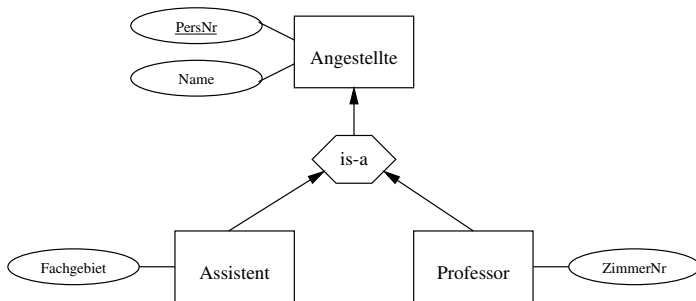 PersNr
Angestellte
Name
is-a
Fachgebiet
Assistent
Professor
ZimmerNr